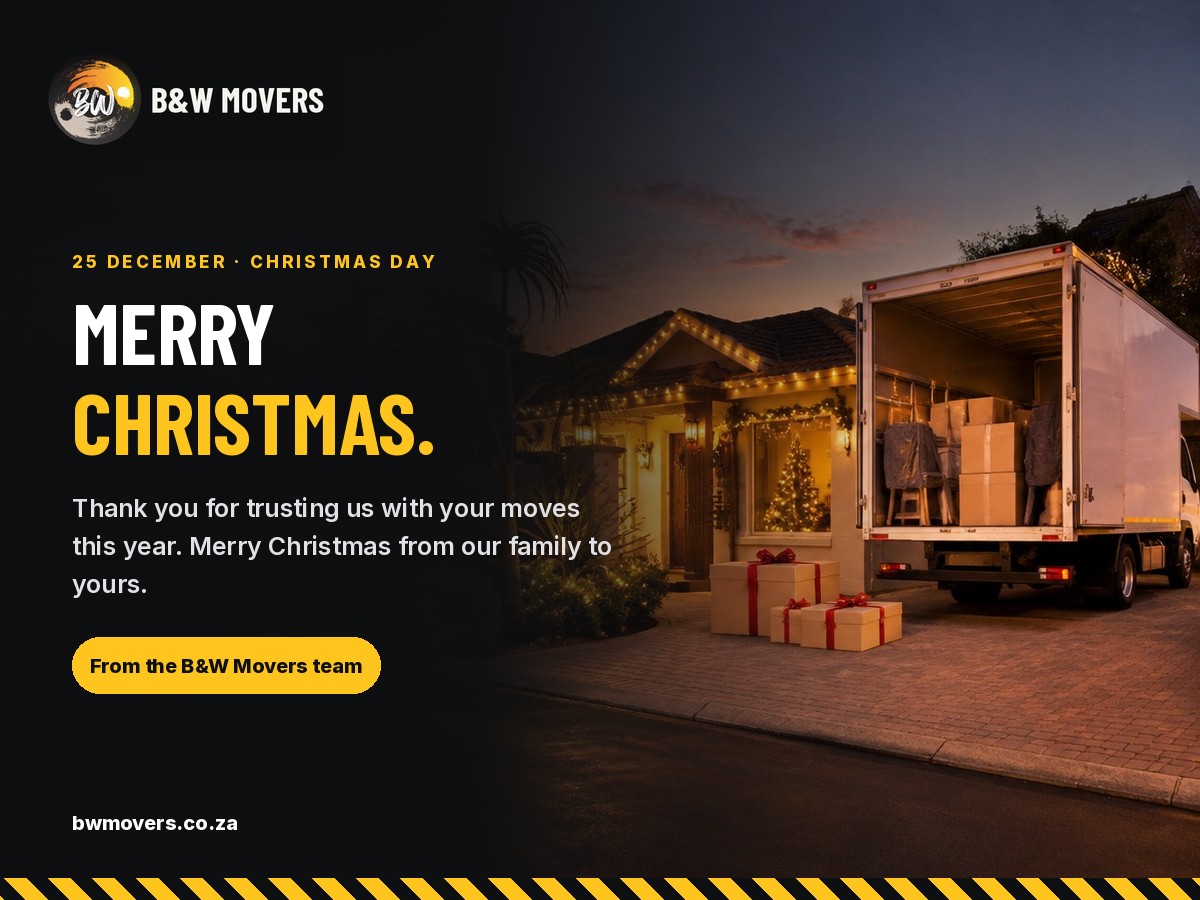 BW
B&W MOVERS
25 DECEMBER · CHRISTMAS DAY
MERRY
CHRISTMAS.
Thank you for trusting us with your moves
this year. Merry Christmas from our family to
yours.
From the B&W Movers team
bwmovers.co.za